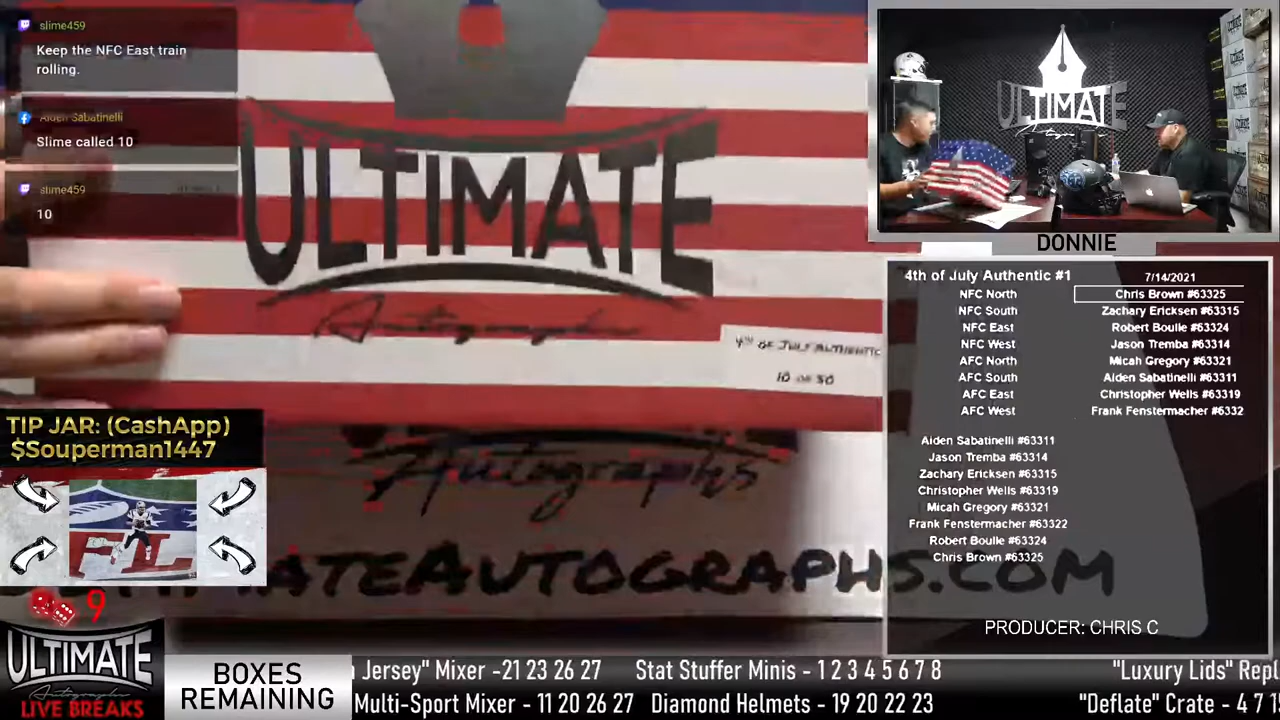 slime459
Keep the NFC East train
rolling.
Aiden Sabatinelli
Slime called 10
slime459
10
ULTIMATE
Autographs
4TH OF JULY AUTHENTIC
10 OF 50
Autographs
ULTIMATEAUTOGRAPHS.COM
ULTIMATE
DONNIE
4th of July Authentic #1 7/14/2021
NFC North Chris Brown #63325
NFC South Zachary Ericksen #63315
NFC East Robert Boulle #63324
NFC West Jason Tremba #63314
AFC North Micah Gregory #63321
AFC South Aiden Sabatinelli #63311
AFC East Christopher Wells #63319
AFC West Frank Fenstermacher #6332
Aiden Sabatinelli #63311
Jason Tremba #63314
Zachary Ericksen #63315
Christopher Wells #63319
Micah Gregory #63321
Frank Fenstermacher #63322
Robert Boulle #63324
Chris Brown #63325
PRODUCER: CHRIS C
TIP JAR: (CashApp)
$Souperman1447
9
ULTIMATE
Autographs
LIVE BREAKS
BOXES
REMAINING
Jersey" Mixer -21 23 26 27 Stat Stuffer Minis - 1 2 3 4 5 6 7 8 "Luxury Lids" Repl
Multi-Sport Mixer - 11 20 26 27 Diamond Helmets - 19 20 22 23 "Deflate" Crate - 4 7 1